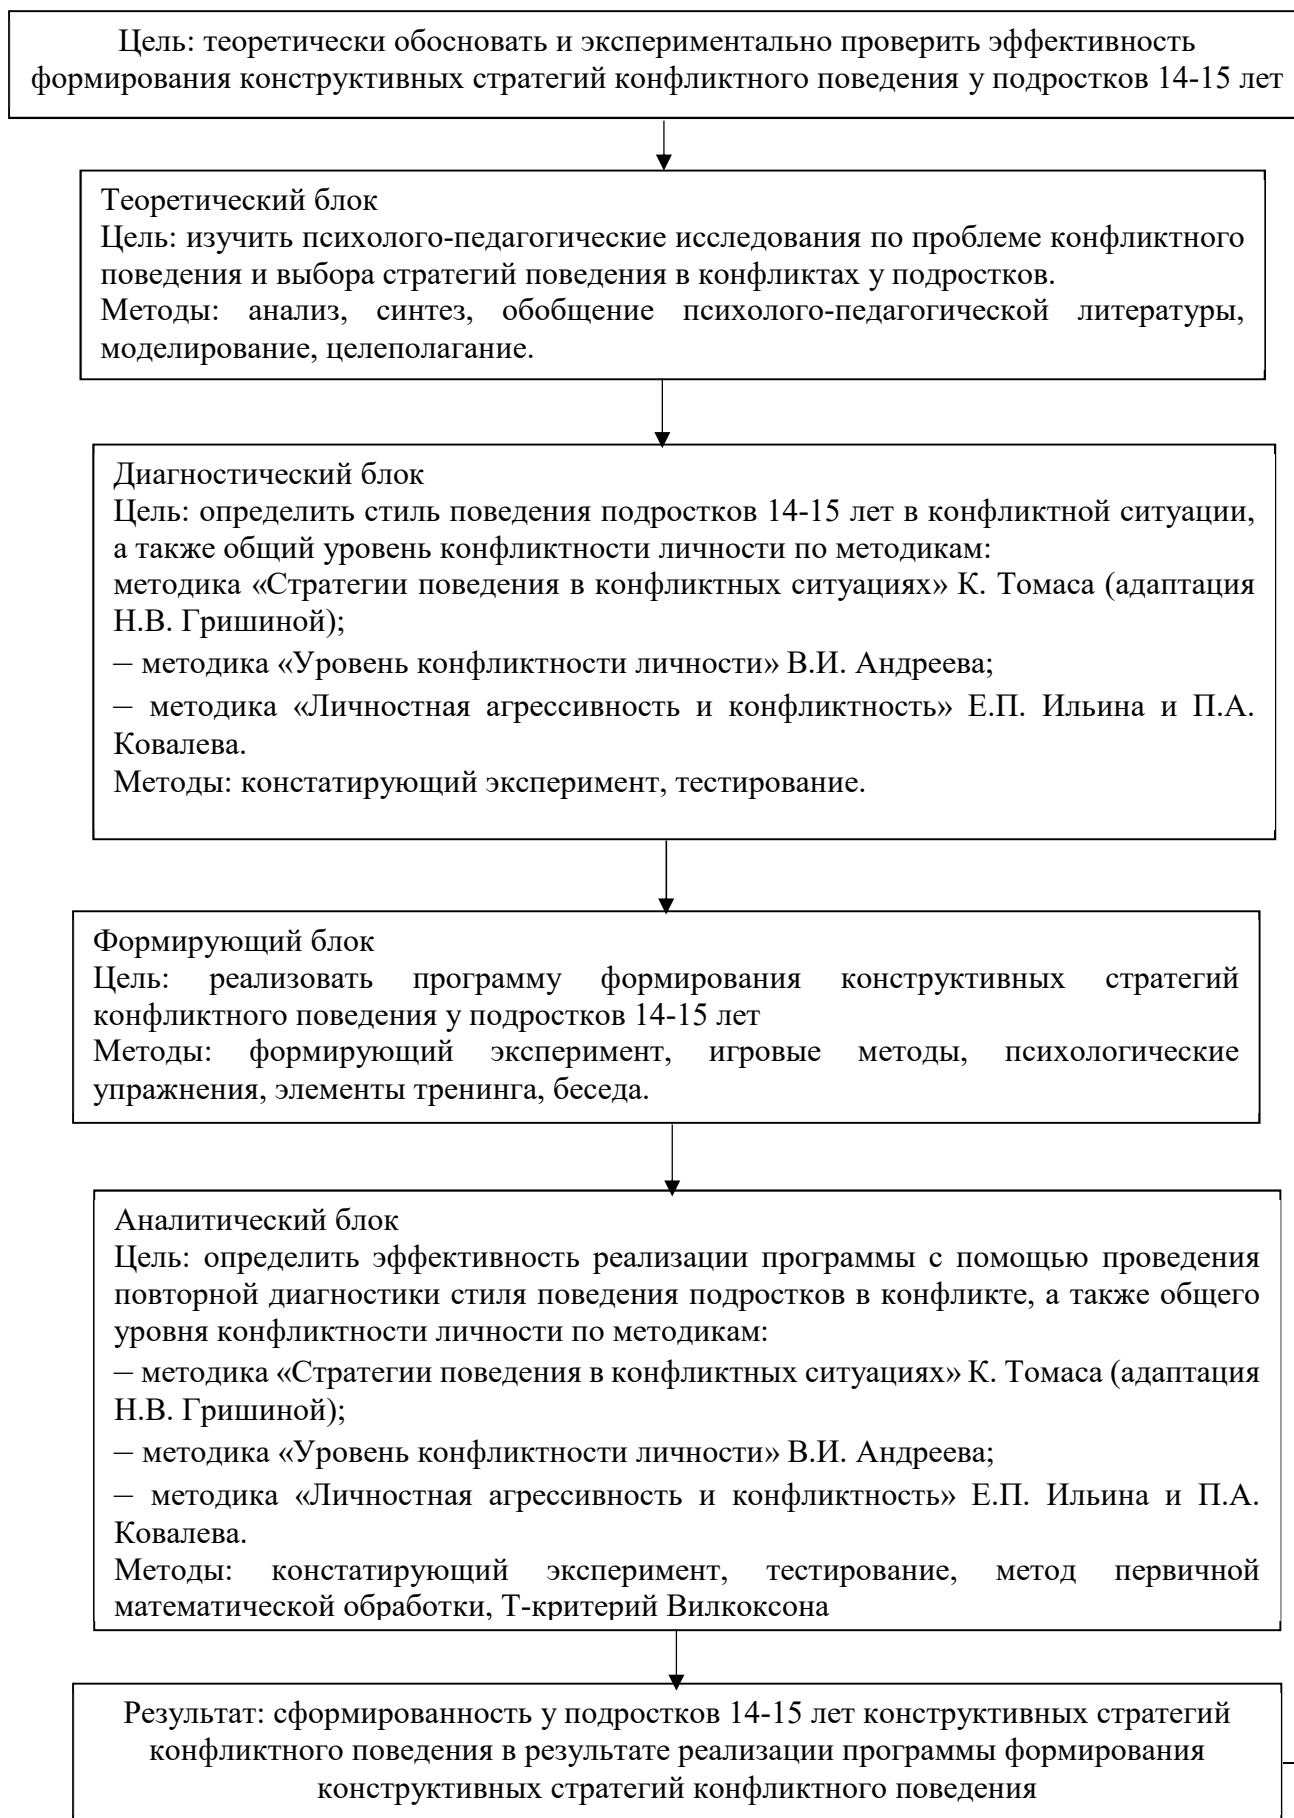 Цель: теоретически обосновать и экспериментально проверить эффективность
формирования конструктивных стратегий конфликтного поведения у подростков 14-15 лет
Теоретический блок
Цель: изучить психолого-педагогические исследования по проблеме конфликтного
поведения и выбора стратегий поведения в конфликтах у подростков.
Методы: анализ, синтез, обобщение психолого-педагогической литературы,
моделирование, целеполагание.
Диагностический блок
Цель: определить стиль поведения подростков 14-15 лет в конфликтной ситуации,
а также общий уровень конфликтности личности по методикам:
методика «Стратегии поведения в конфликтных ситуациях» К. Томаса (адаптация
Н.В. Гришиной);
– методика «Уровень конфликтности личности» В.И. Андреева;
– методика «Личностная агрессивность и конфликтность» Е.П. Ильина и П.А.
Ковалева.
Методы: констатирующий эксперимент, тестирование.
Формирующий блок
Цель: реализовать программу формирования конструктивных стратегий
конфликтного поведения у подростков 14-15 лет
Методы: формирующий эксперимент, игровые методы, психологические
упражнения, элементы тренинга, беседа.
Аналитический блок
Цель: определить эффективность реализации программы с помощью проведения
повторной диагностики стиля поведения подростков в конфликте, а также общего
уровня конфликтности личности по методикам:
– методика «Стратегии поведения в конфликтных ситуациях» К. Томаса (адаптация
Н.В. Гришиной);
– методика «Уровень конфликтности личности» В.И. Андреева;
– методика «Личностная агрессивность и конфликтность» Е.П. Ильина и П.А.
Ковалева.
Методы: констатирующий эксперимент, тестирование, метод первичной
математической обработки, Т-критерий Вилкоксона
Результат: сформированность у подростков 14-15 лет конструктивных стратегий
конфликтного поведения в результате реализации программы формирования
конструктивных стратегий конфликтного поведения